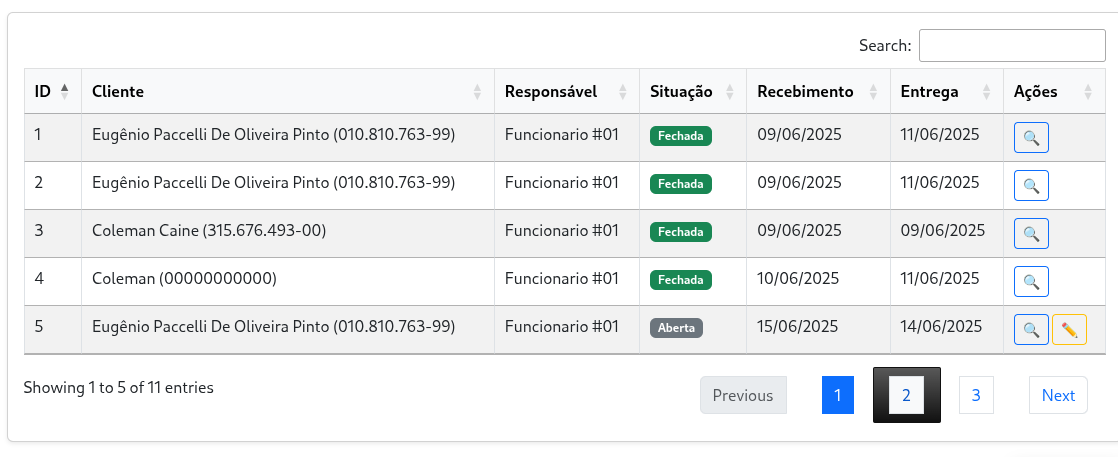 Search:
ID Cliente Responsável Situação Recebimento Entrega Ações
1 Eugênio Paccelli De Oliveira Pinto (010.810.763-99) Funcionario #01 Fechada 09/06/2025 11/06/2025
2 Eugênio Paccelli De Oliveira Pinto (010.810.763-99) Funcionario #01 Fechada 09/06/2025 11/06/2025
3 Coleman Caine (315.676.493-00) Funcionario #01 Fechada 09/06/2025 09/06/2025
4 Coleman (00000000000) Funcionario #01 Fechada 10/06/2025 11/06/2025
5 Eugênio Paccelli De Oliveira Pinto (010.810.763-99) Funcionario #01 Aberta 15/06/2025 14/06/2025
Showing 1 to 5 of 11 entries Previous 1 2 3 Next